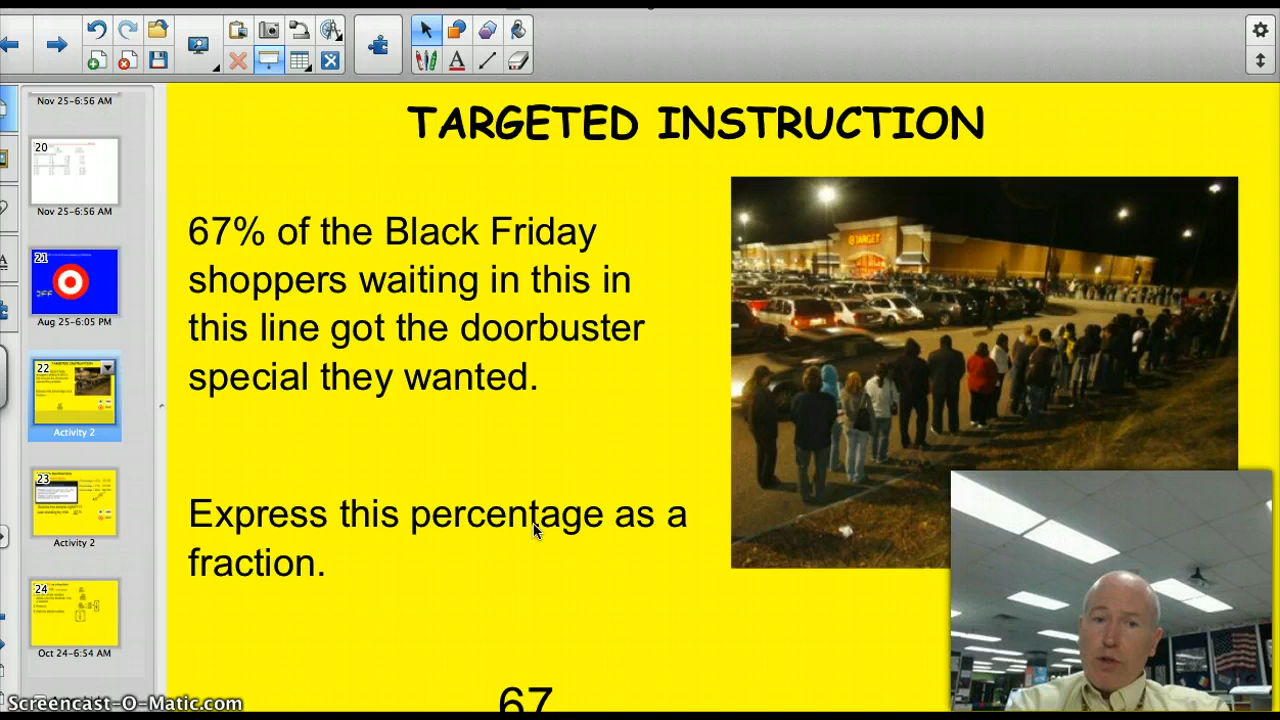 Nov 25-6:56 AM
20
Nov 25-6:56 AM
21
Aug 25-6:05 PM
22
Activity 2
23
Activity 2
24
Oct 24-6:54 AM
TARGETED INSTRUCTION
67% of the Black Friday
shoppers waiting in this in
this line got the doorbuster
special they wanted.
Express this percentage as a
fraction.
67
TARGET
Screencast-O-Matic.com